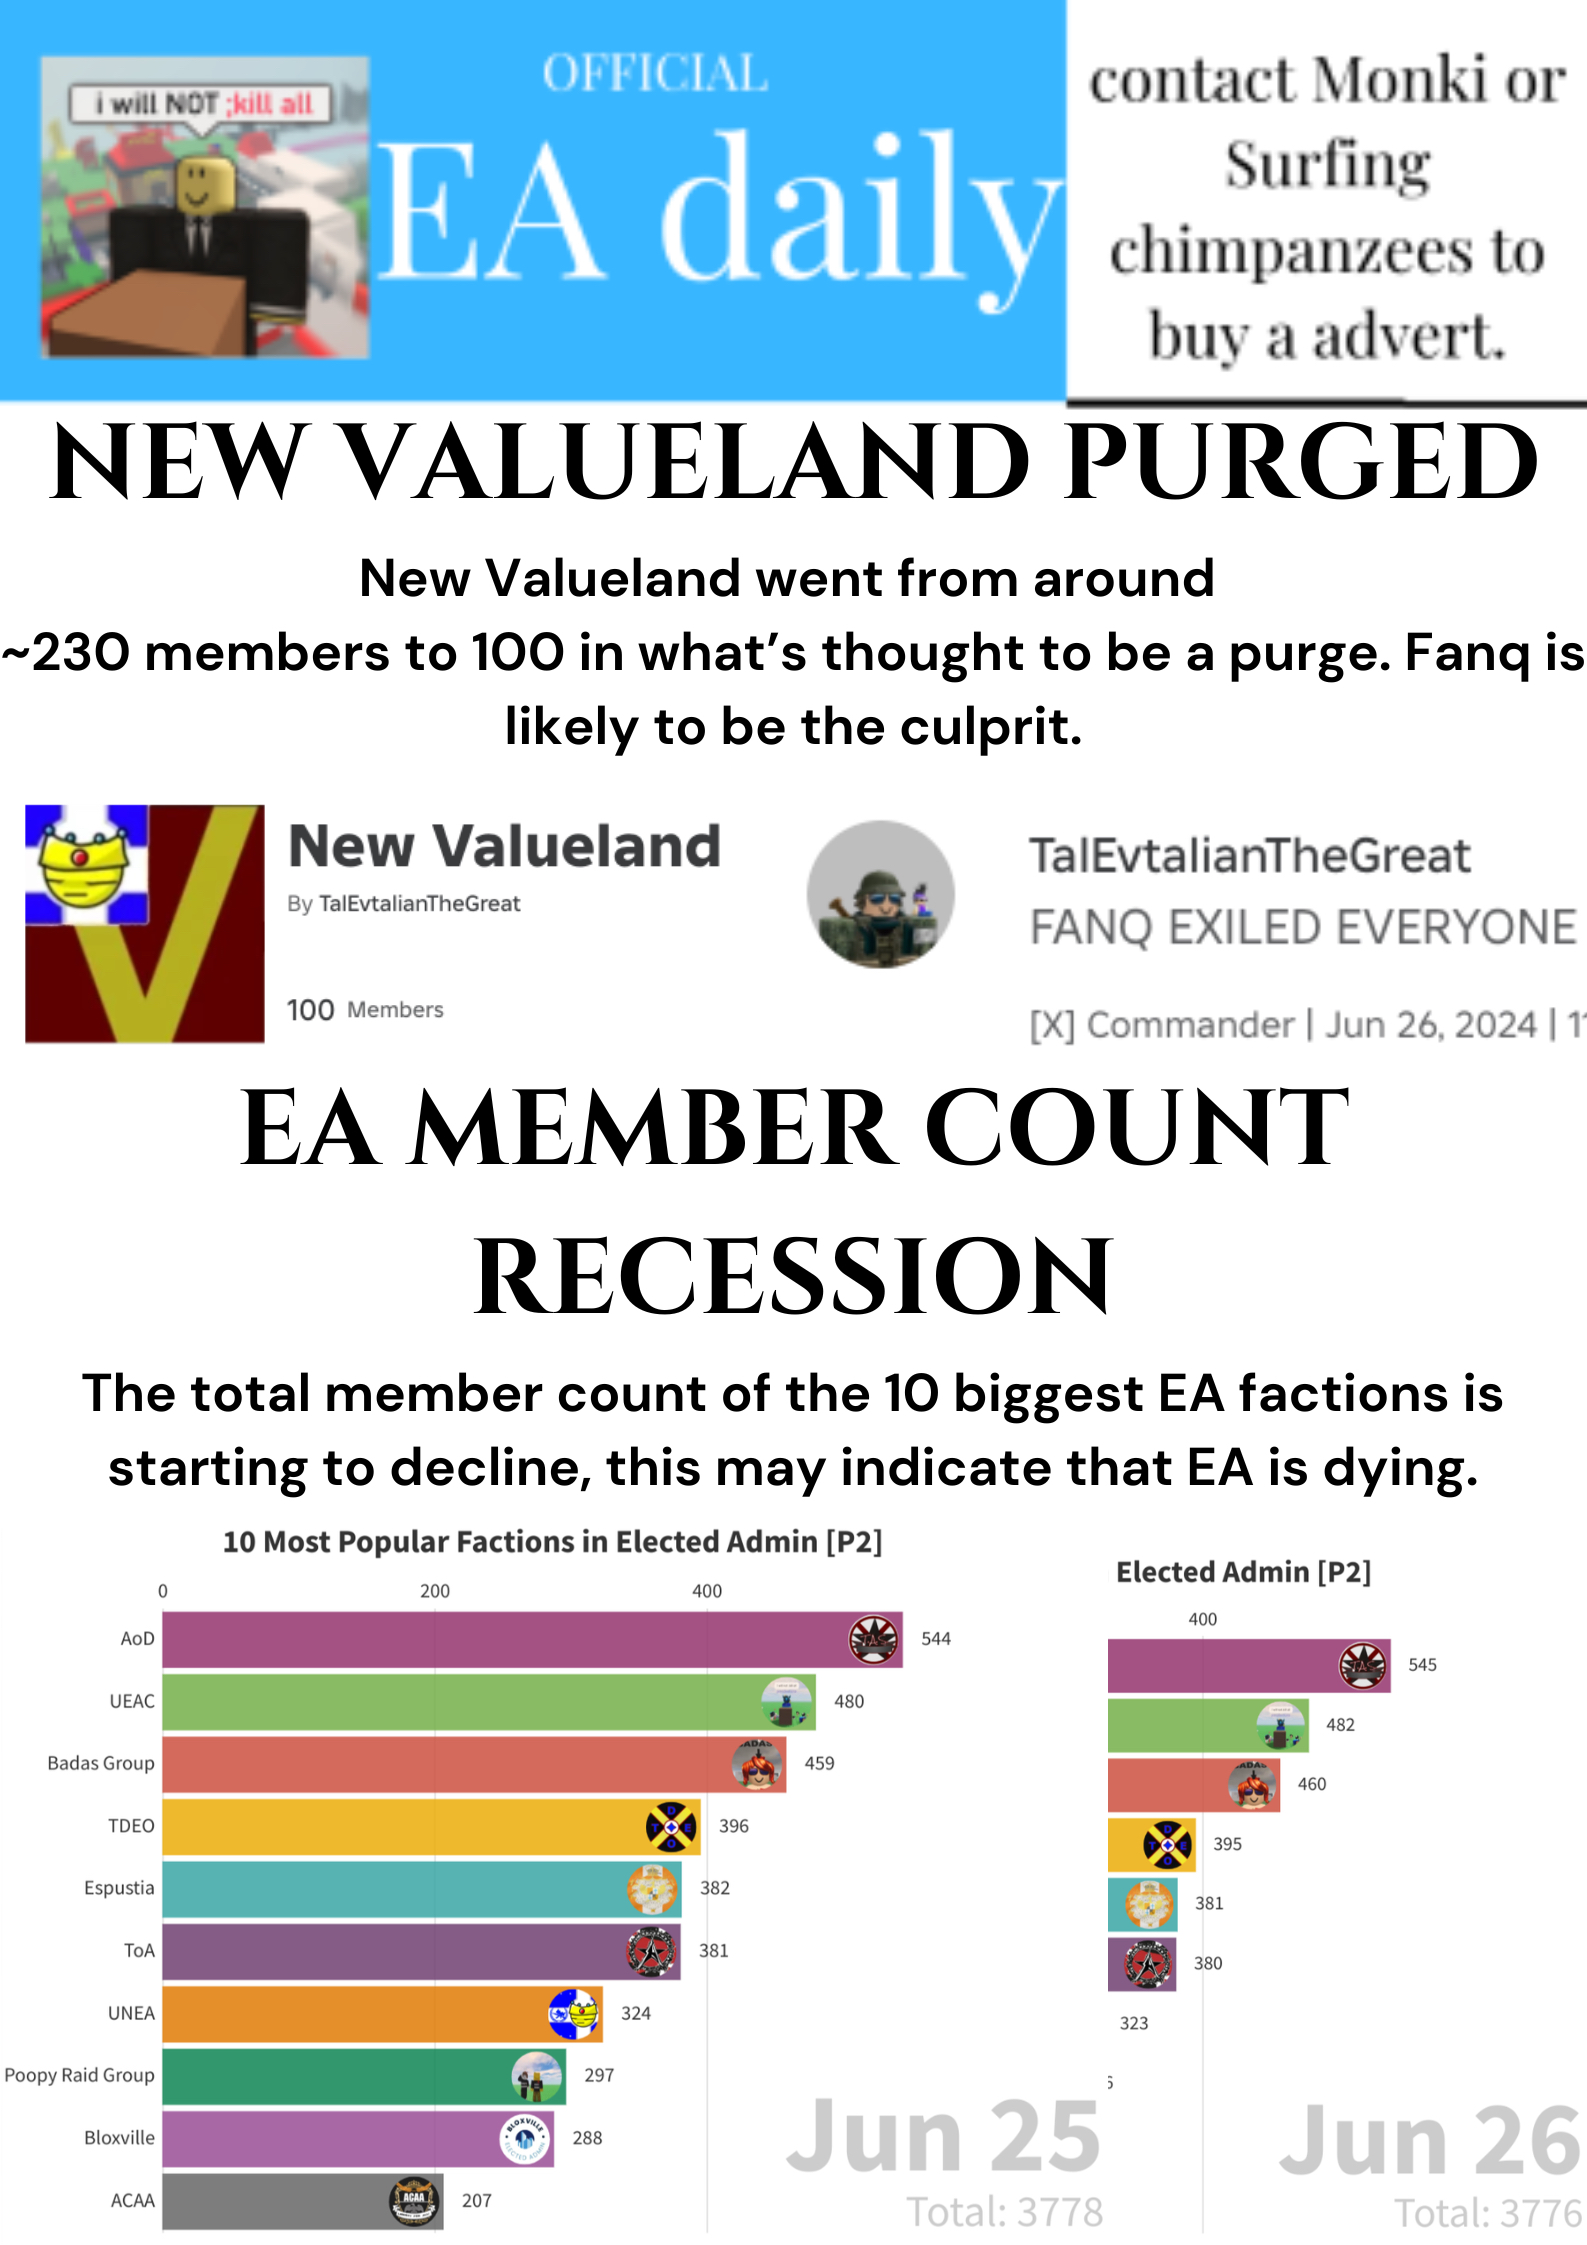 i will NOT ;kill all
OFFICIAL
EA daily
contact Monki or
Surfing
chimpanzees to
buy a advert.
NEW VALUELAND PURGED
New Valueland went from around
~230 members to 100 in what's thought to be a purge. Fanq is
likely to be the culprit.
New Valueland
By TalEvtalianTheGreat
100 Members
TalEvtalianTheGreat
FANQ EXILED EVERYONE
[X] Commander | Jun 26, 2024 | 1
EA MEMBER COUNT
RECESSION
The total member count of the 10 biggest EA factions is
starting to decline, this may indicate that EA is dying.
10 Most Popular Factions in Elected Admin [P2]
0 200 400
AoD 544
UEAC 480
Badas Group 459
TDEO 396
Espustia 382
ToA 381
UNEA 324
Poopy Raid Group 297
Bloxville 288
BLOXVILLE
ELECTED ADMIN
ACAA 207
ACAA
Jun 25
Total: 3778
Elected Admin [P2]
400
545
482
460
395
381
380
323
6
Jun 26
Total: 3776